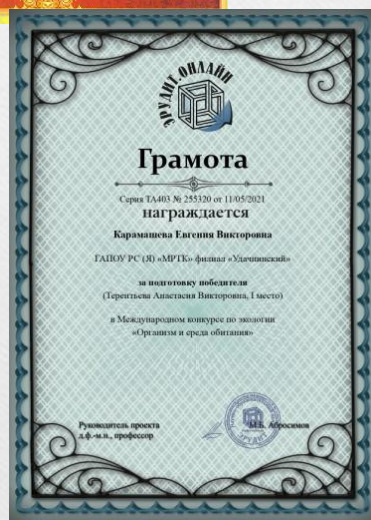 ЭРУДИТ.ОНЛАЙН
Грамота
Серия ТА403 № 255320 от 11/05/2021
награждается
Карамашева Евгения Викторовна
ГАПОУ РС (Я) «МРТК» филиал «Удачнинский»
за подготовку победителя
(Терентьева Анастасия Викторовна, 1 место)
в Международном конкурсе по экологии
«Организм и среда обитания»
Руководитель проекта
д.ф.-м.н., профессор
М.Б. Абросимов
ЭРУДИТ